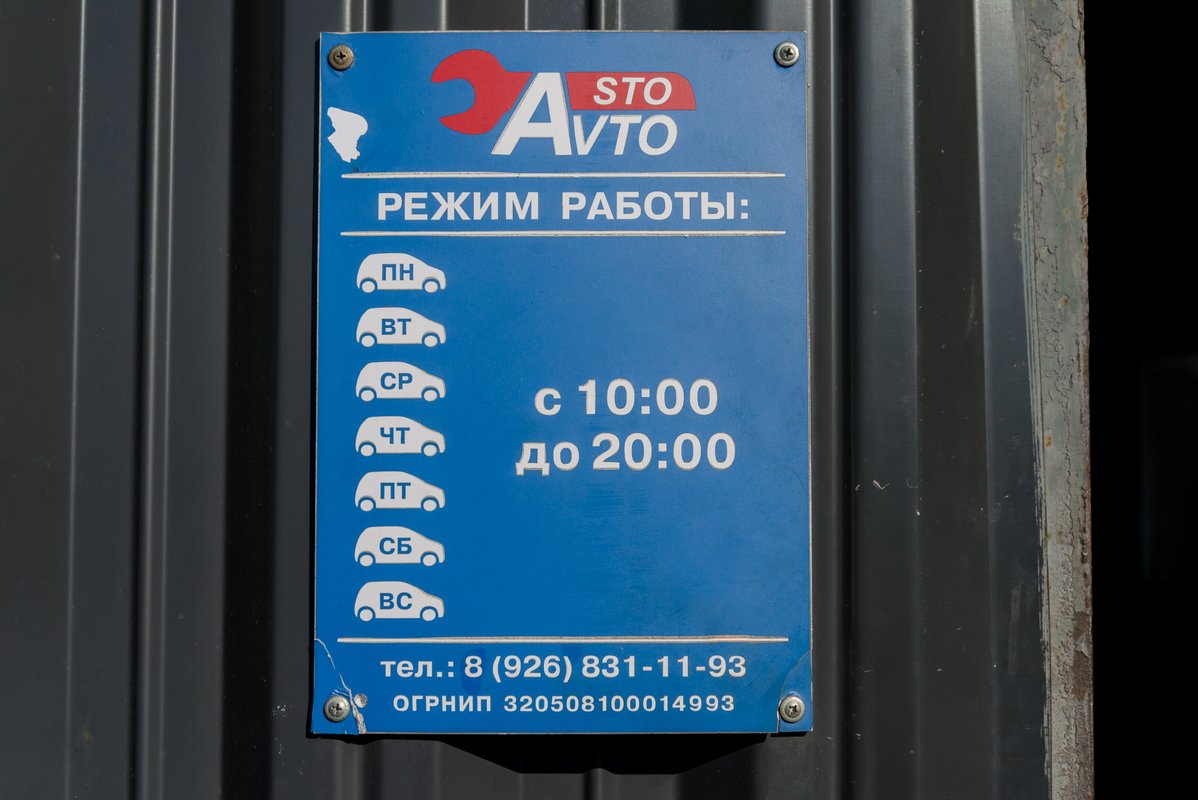 STO
AVTO
РЕЖИМ РАБОТЫ:
ПН
ВТ
СР
ЧТ
ПТ
СБ
ВС
с 10:00
до 20:00
тел.: 8 (926) 831-11-93
ОГРНИП 320508100014993